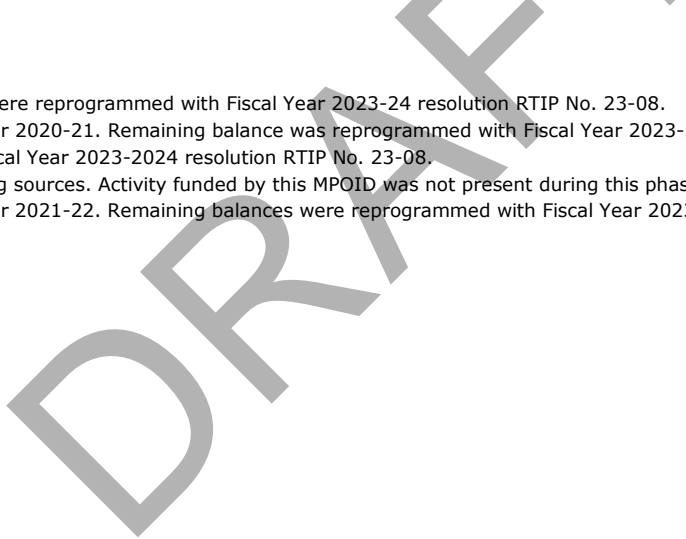 ere reprogrammed with Fiscal Year 2023-24 resolution RTIP No. 23-08.
r 2020-21. Remaining balance was reprogrammed with Fiscal Year 2023-
cal Year 2023-2024 resolution RTIP No. 23-08.
g sources. Activity funded by this MPOID was not present during this phas
r 2021-22. Remaining balances were reprogrammed with Fiscal Year 202
DRAF